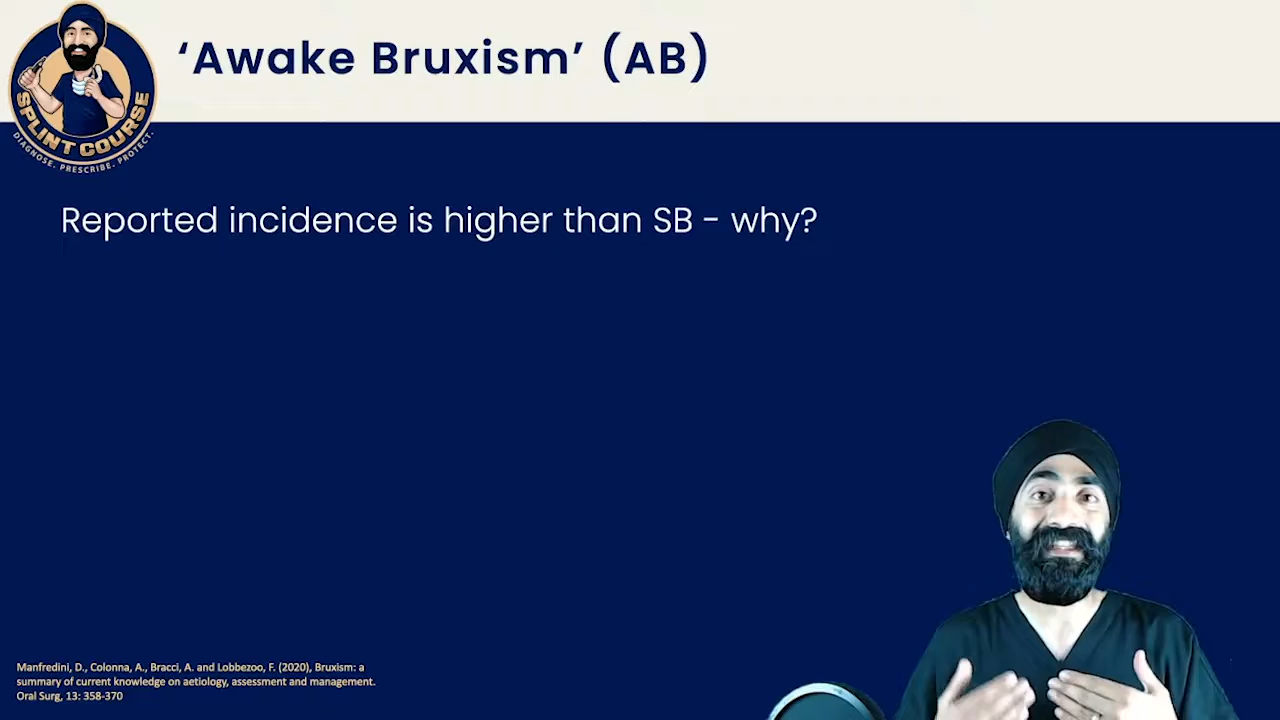 ‘Awake Bruxism’ (AB)
SPLINT COURSE
DIAGNOSE. PRESCRIBE. PROTECT.
Reported incidence is higher than SB - why?
Manfredini, D., Colonna, A., Bracci, A. and Lobbezoo, F. (2020), Bruxism: a
summary of current knowledge on aetiology, assessment and management.
Oral Surg, 13: 358-370